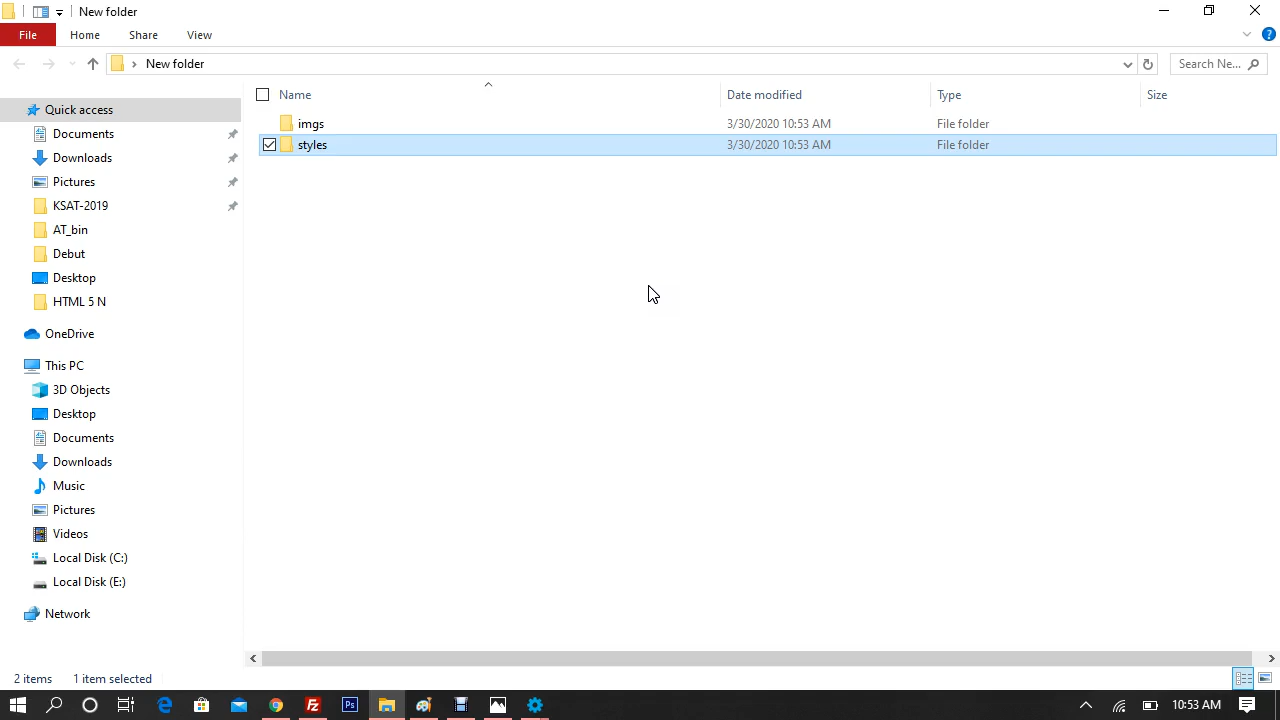 New folder
File Home Share View
New folder Search Ne...
Name Date modified Type Size
Quick access
Documents
Downloads
Pictures
KSAT-2019
AT_bin
Debut
Desktop
HTML 5 N
OneDrive
This PC
3D Objects
Desktop
Documents
Downloads
Music
Pictures
Videos
Local Disk (C:)
Local Disk (E:)
Network
imgs 3/30/2020 10:53 AM File folder
styles 3/30/2020 10:53 AM File folder
2 items 1 item selected
10:53 AM